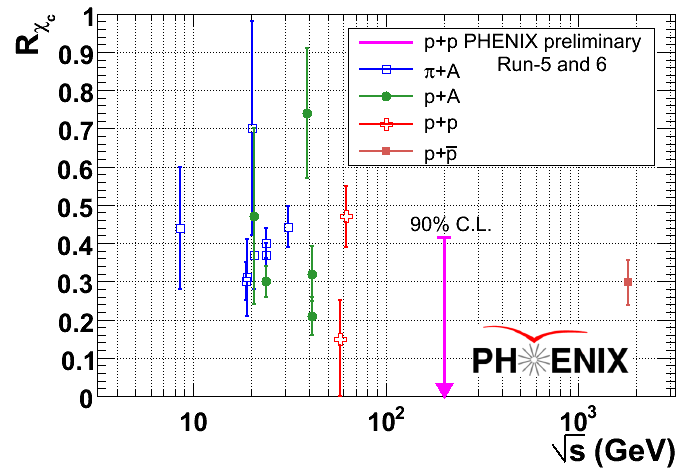 R_χc
1
0.9
0.8
0.7
0.6
0.5
0.4
0.3
0.2
0.1
0
p+p PHENIX preliminary
Run-5 and 6
π+A
p+A
p+p
p+p̅
90% C.L.
PHENIX
10
10²
10³
√s (GeV)